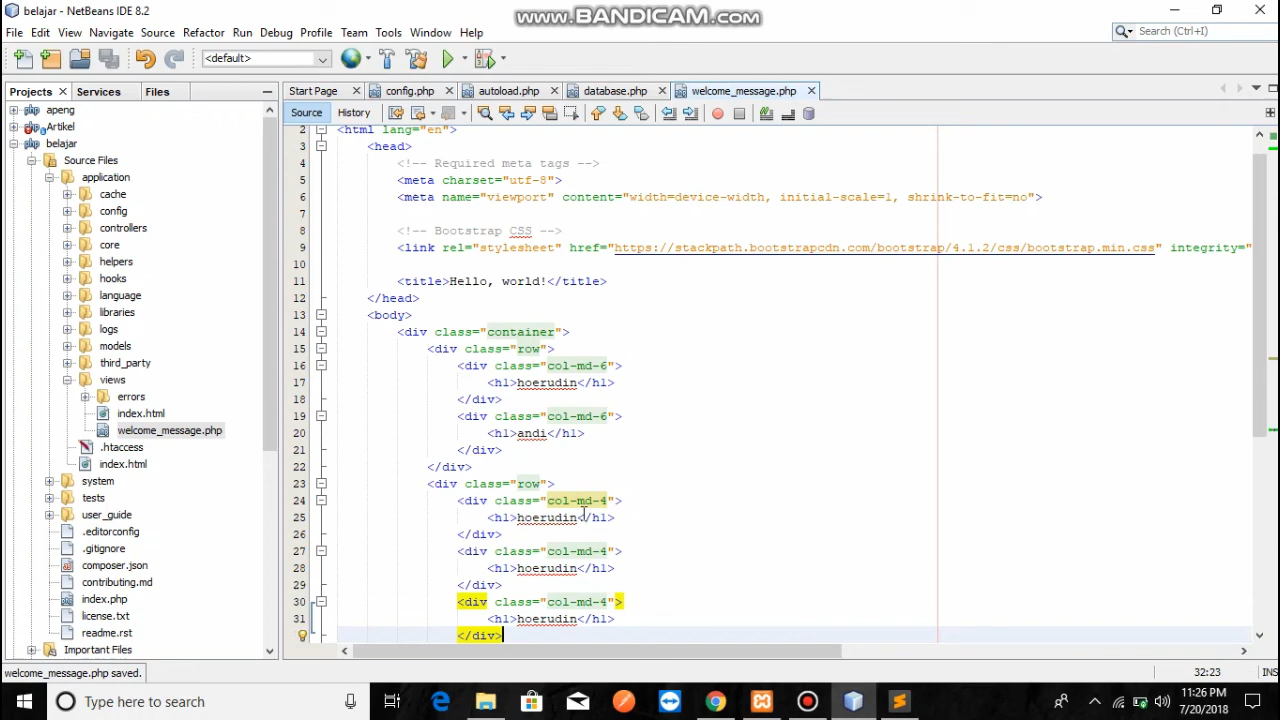 belajar - NetBeans IDE 8.2
www.BANDICAM.com
File Edit View Navigate Source Refactor Run Debug Profile Team Tools Window Help
Search (Ctrl+I)
<default>
Projects Services Files
Start Page config.php autoload.php database.php welcome_message.php
Source History
apeng
Artikel
belajar
Source Files
application
cache
config
controllers
core
helpers
hooks
language
libraries
logs
models
third_party
views
errors
index.html
welcome_message.php
.htaccess
index.html
system
tests
user_guide
.editorconfig
.gitignore
composer.json
contributing.md
index.php
license.txt
readme.rst
Important Files
2 <html lang="en">
3 <head>
4 <!-- Required meta tags -->
5 <meta charset="utf-8">
6 <meta name="viewport" content="width=device-width, initial-scale=1, shrink-to-fit=no">
7
8 <!-- Bootstrap CSS -->
9 <link rel="stylesheet" href="https://stackpath.bootstrapcdn.com/bootstrap/4.1.2/css/bootstrap.min.css" integrity="
10
11 <title>Hello, world!</title>
12 </head>
13 <body>
14 <div class="container">
15 <div class="row">
16 <div class="col-md-6">
17 <h1>hoerudin</h1>
18 </div>
19 <div class="col-md-6">
20 <h1>andi</h1>
21 </div>
22 </div>
23 <div class="row">
24 <div class="col-md-4">
25 <h1>hoerudin</h1>
26 </div>
27 <div class="col-md-4">
28 <h1>hoerudin</h1>
29 </div>
30 <div class="col-md-4">
31 <h1>hoerudin</h1>
</div>
welcome_message.php saved.
32:23
Type here to search
11:26 PM
7/20/2018